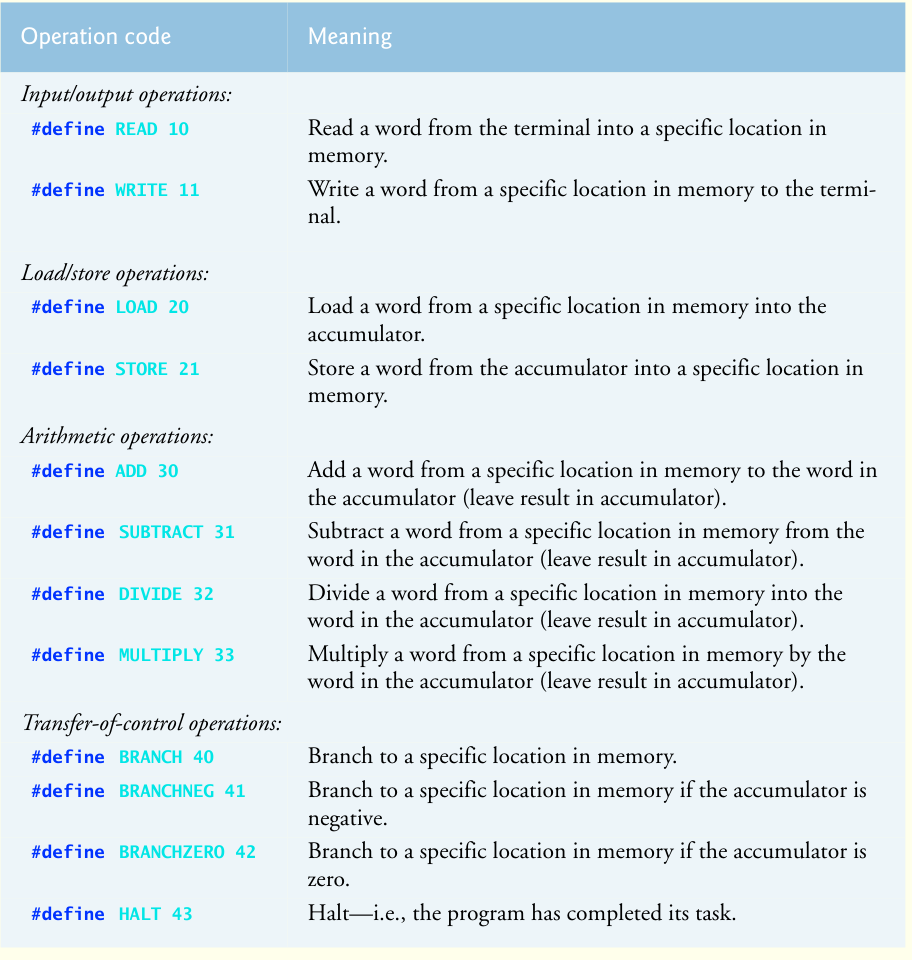 Operation code Meaning
Input/output operations:
#define READ 10 Read a word from the terminal into a specific location in
memory.
#define WRITE 11 Write a word from a specific location in memory to the termi-
nal.
Load/store operations:
#define LOAD 20 Load a word from a specific location in memory into the
accumulator.
#define STORE 21 Store a word from the accumulator into a specific location in
memory.
Arithmetic operations:
#define ADD 30 Add a word from a specific location in memory to the word in
the accumulator (leave result in accumulator).
#define SUBTRACT 31 Subtract a word from a specific location in memory from the
word in the accumulator (leave result in accumulator).
#define DIVIDE 32 Divide a word from a specific location in memory into the
word in the accumulator (leave result in accumulator).
#define MULTIPLY 33 Multiply a word from a specific location in memory by the
word in the accumulator (leave result in accumulator).
Transfer-of-control operations:
#define BRANCH 40 Branch to a specific location in memory.
#define BRANCHNEG 41 Branch to a specific location in memory if the accumulator is
negative.
#define BRANCHZERO 42 Branch to a specific location in memory if the accumulator is
zero.
#define HALT 43 Halt—i.e., the program has completed its task.